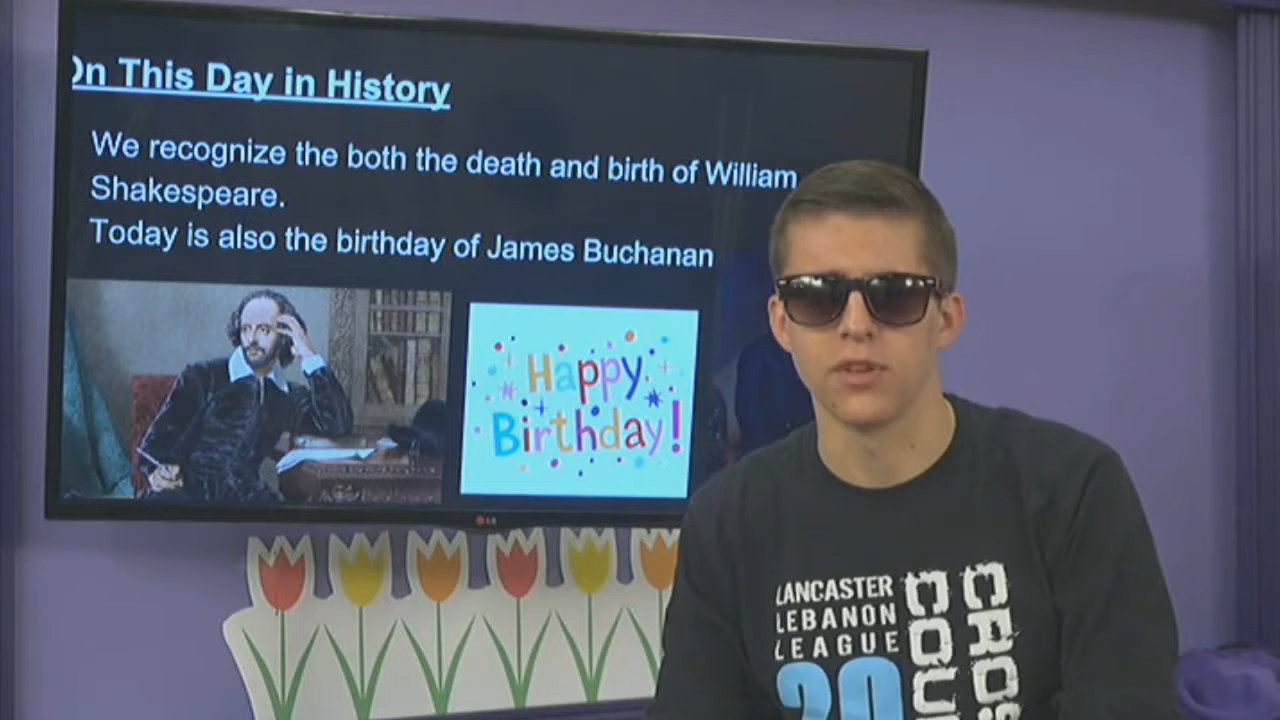 On This Day in History
We recognize the both the death and birth of William
Shakespeare.
Today is also the birthday of James Buchanan
Happy
Birthday!
LG
LANCASTER
LEBANON
LEAGUE
20